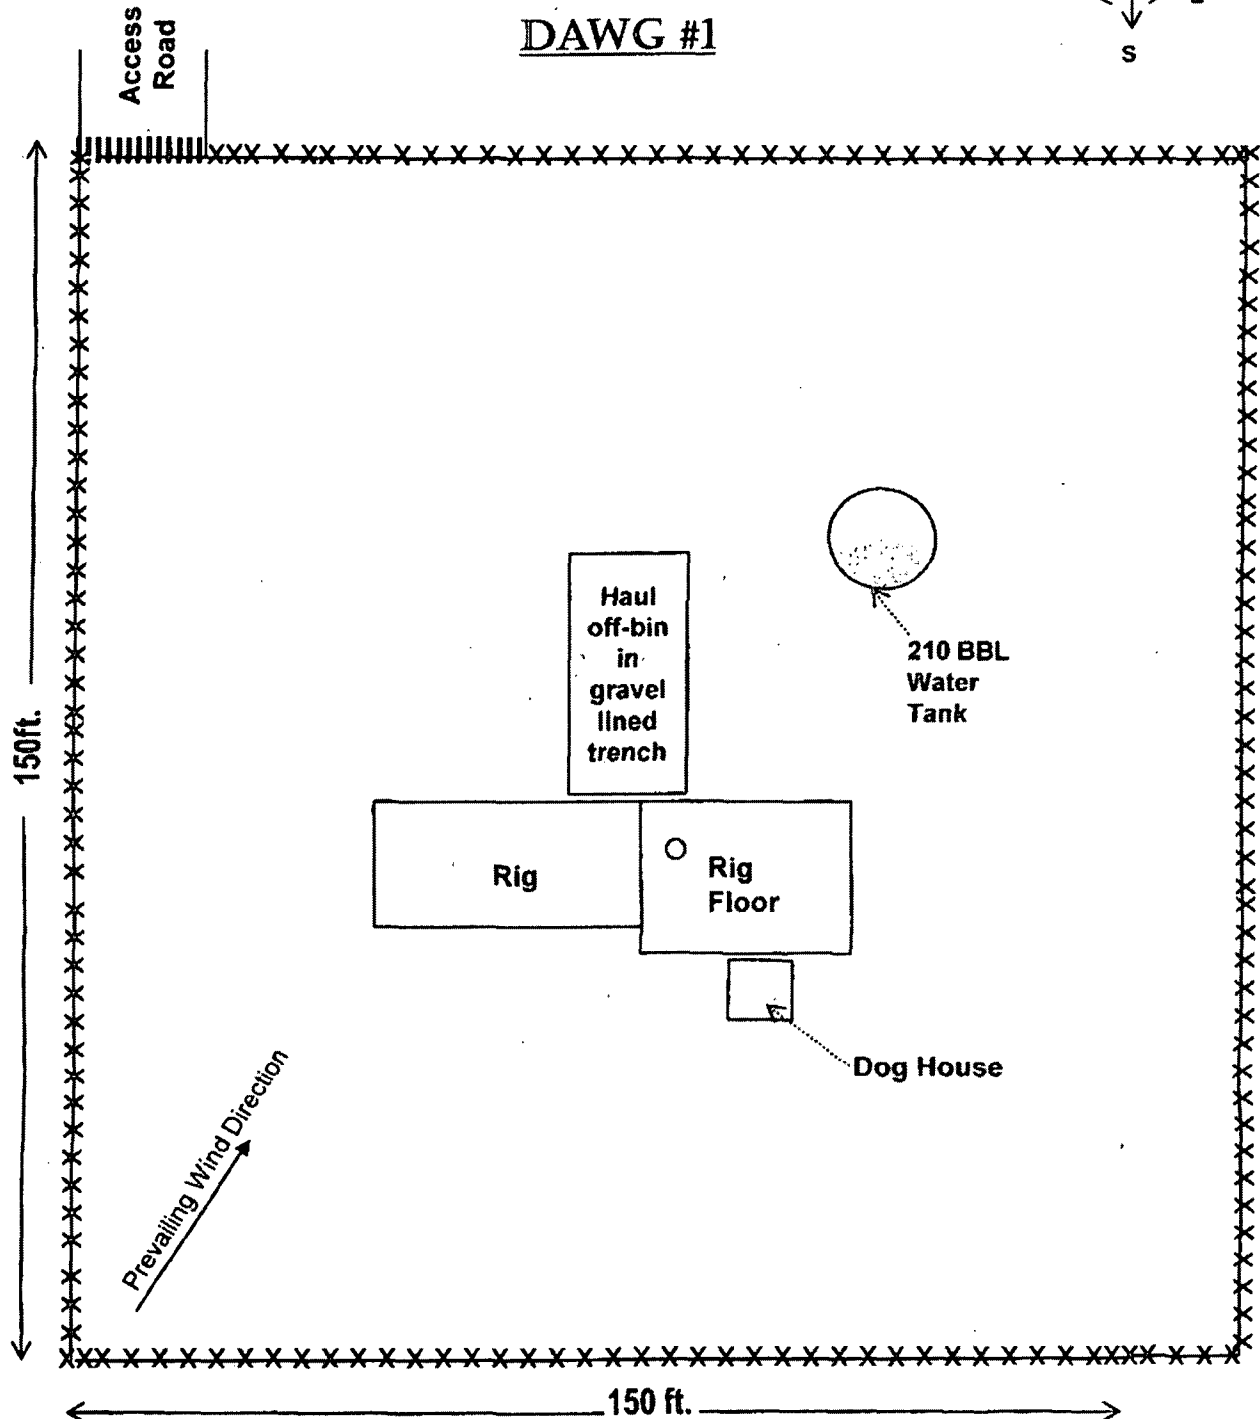 DAWG #1
S
Access
Road
Haul
off-bin
in
gravel
lined
trench
210 BBL
Water
Tank
150ft.
Rig
Rig
Floor
Dog House
Prevailing Wind Direction
150 ft.